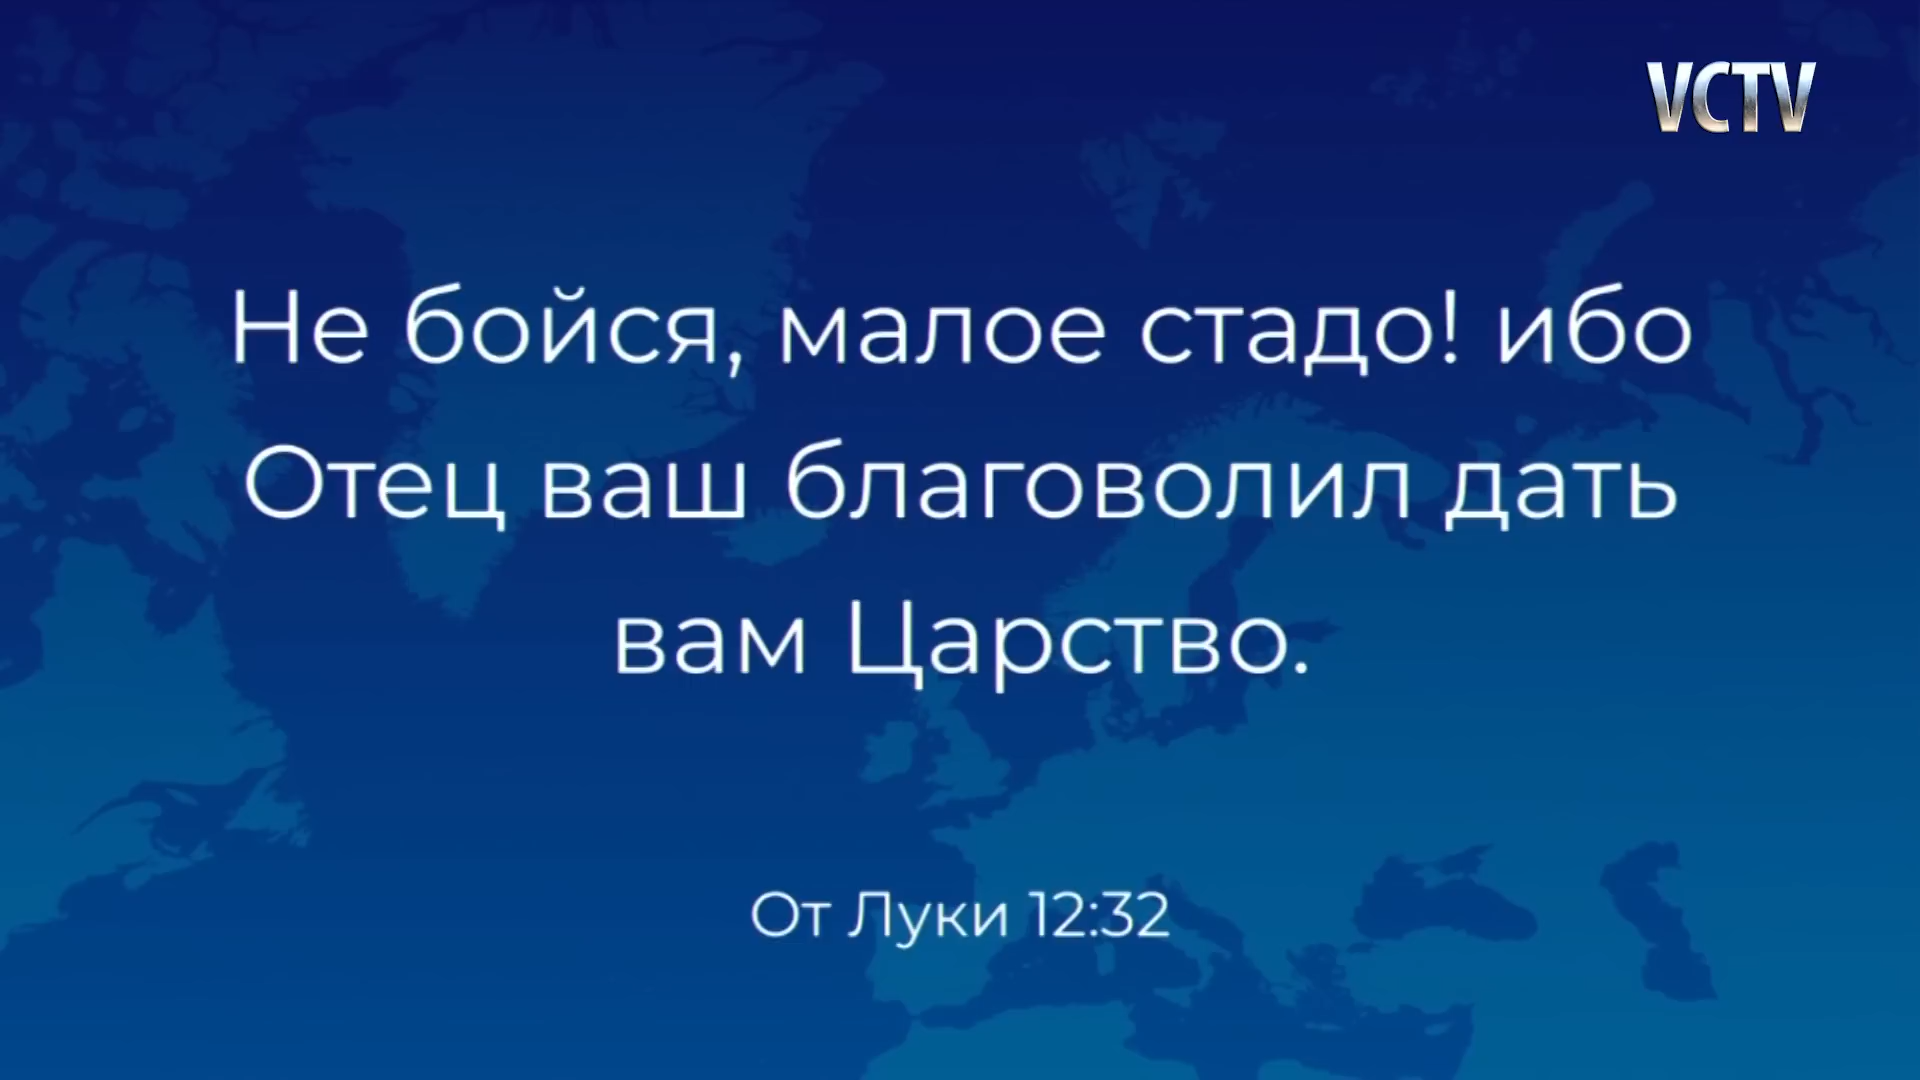 VCTV
Не бойся, малое стадо! ибо
Отец ваш благоволил дать
вам Царство.
От Луки 12:32